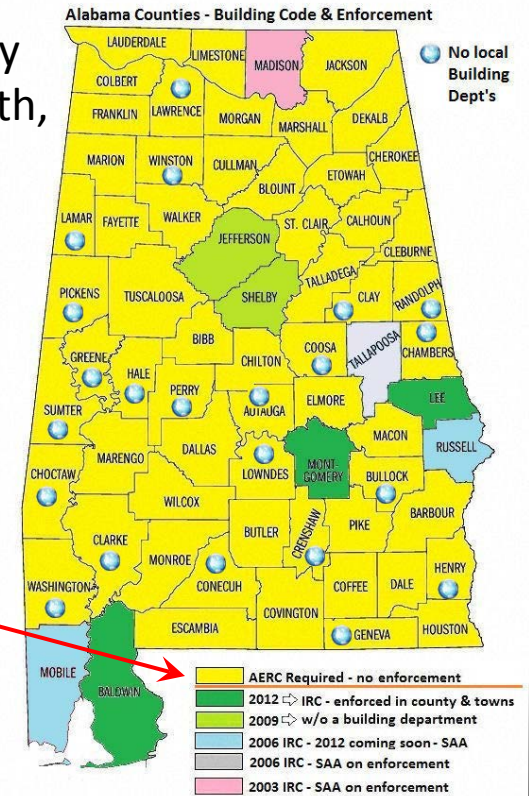 Alabama Counties - Building Code & Enforcement
y
th,
No local
Building
Dept's
LAUDERDALE
LIMESTONE
MADISON
JACKSON
COLBERT
FRANKLIN
LAWRENCE
MORGAN
MARSHALL
DEKALB
MARION
WINSTON
CULLMAN
CHEROKEE
ETOWAH
BLOUNT
LAMAR
FAYETTE
WALKER
JEFFERSON
ST. CLAIR
CALHOUN
CLEBURNE
PICKENS
TUSCALOOSA
SHELBY
TALLADEGA
CLAY
RANDOLPH
BIBB
GREENE
HALE
CHILTON
COOSA
TALLAPOOSA
CHAMBERS
PERRY
SUMTER
AUTAUGA
ELMORE
LEE
MACON
RUSSELL
CHOCTAW
MARENGO
DALLAS
LOWNDES
MONT-
GOMERY
BULLOCK
WILCOX
BUTLER
CRENSHAW
PIKE
BARBOUR
CLARKE
MONROE
CONECUH
COFFEE
DALE
HENRY
WASHINGTON
COVINGTON
ESCAMBIA
GENEVA
HOUSTON
MOBILE
BALDWIN
AERC Required - no enforcement
2012 ⇨ IRC - enforced in county & towns
2009 ⇨ w/o a building department
2006 IRC - 2012 coming soon - SAA
2006 IRC - SAA on enforcement
2003 IRC - SAA on enforcement